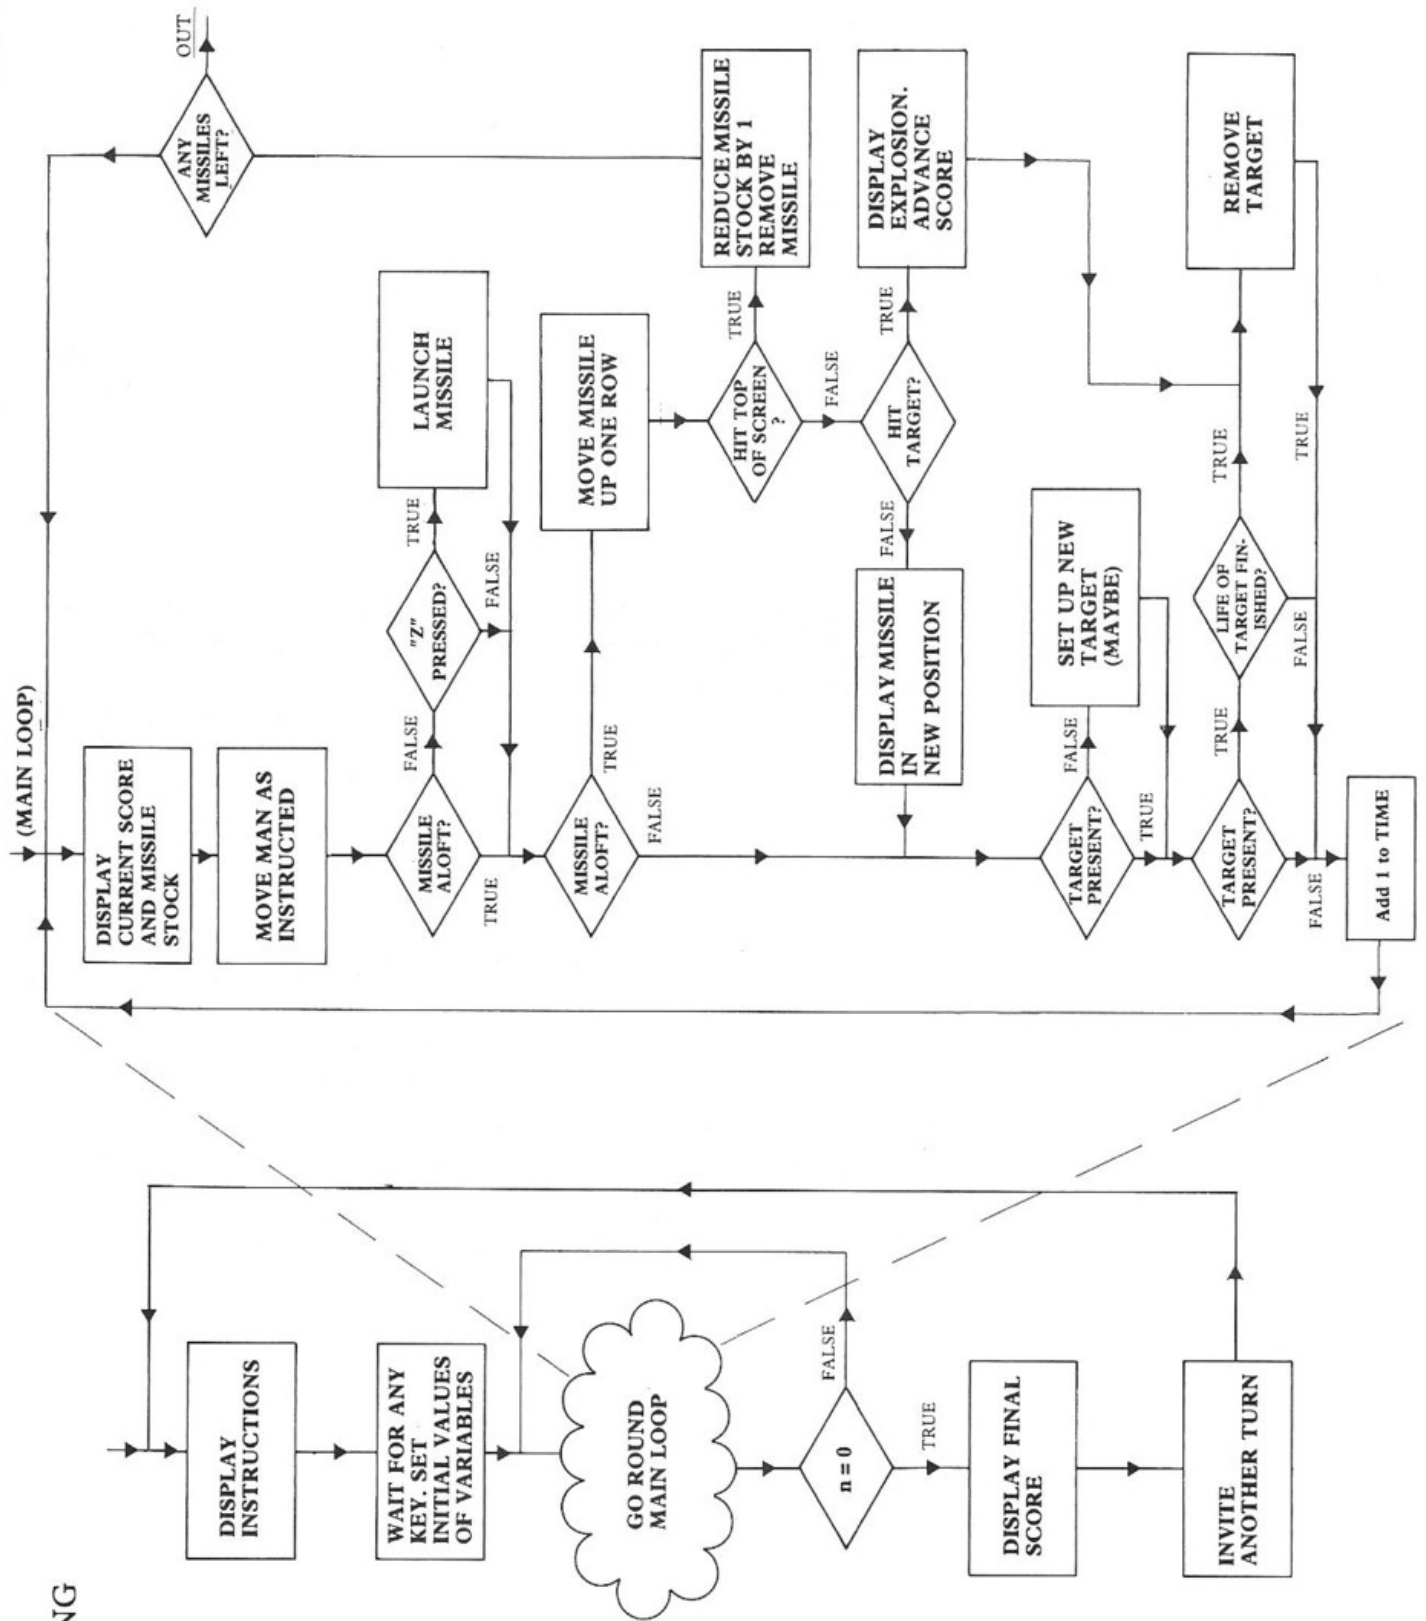 NG
DISPLAY
INSTRUCTIONS
WAIT FOR ANY
KEY. SET
INITIAL VALUES
OF VARIABLES
GO ROUND
MAIN LOOP
n = 0
FALSE
TRUE
DISPLAY FINAL
SCORE
INVITE
ANOTHER TURN
(MAIN LOOP)
DISPLAY
CURRENT SCORE
AND MISSILE
STOCK
MOVE MAN AS
INSTRUCTED
MISSILE
ALOFT?
FALSE
TRUE
"Z"
PRESSED?
TRUE
FALSE
LAUNCH
MISSILE
MISSILE
ALOFT?
TRUE
FALSE
MOVE MISSILE
UP ONE ROW
HIT TOP
OF SCREEN
?
TRUE
FALSE
REDUCE MISSILE
STOCK BY 1
REMOVE
MISSILE
ANY
MISSILES
LEFT?
OUT
HIT
TARGET?
TRUE
FALSE
DISPLAY
EXPLOSION.
ADVANCE
SCORE
DISPLAY MISSILE
IN
NEW POSITION
TARGET
PRESENT?
FALSE
TRUE
SET UP NEW
TARGET
(MAYBE)
TARGET
PRESENT?
TRUE
FALSE
LIFE OF
TARGET FIN-
ISHED?
TRUE
FALSE
REMOVE
TARGET
TRUE
Add 1 to TIME